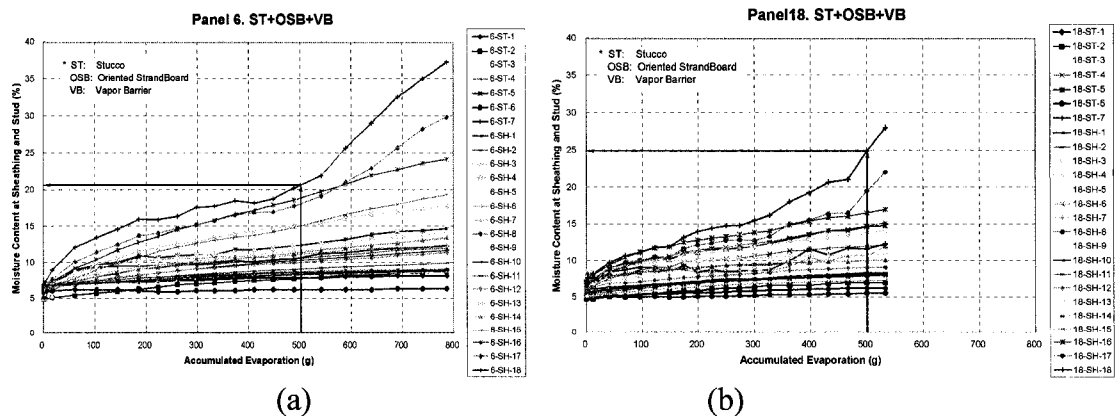 Panel 6. ST+OSB+VB
Moisture Content at Sheathing and Stud (%)
40
35
30
25
20
15
10
5
0
* ST: Stucco
OSB: Oriented StrandBoard
VB: Vapor Barrier
0 100 200 300 400 500 600 700 800
Accumulated Evaporation (g)
6-ST-1
6-ST-2
6-ST-3
6-ST-4
6-ST-5
6-ST-6
6-ST-7
6-SH-1
6-SH-2
6-SH-3
6-SH-4
6-SH-5
6-SH-6
6-SH-7
6-SH-8
6-SH-9
6-SH-10
6-SH-11
6-SH-12
6-SH-13
6-SH-14
6-SH-15
6-SH-16
6-SH-17
6-SH-18
(a)
Panel18. ST+OSB+VB
Moisture Content at Sheathing and Stud (%)
40
35
30
25
20
15
10
5
0
* ST: Stucco
OSB: Oriented StrandBoard
VB: Vapor Barrier
0 100 200 300 400 500 600 700 800
Accumulated Evaporation (g)
18-ST-1
18-ST-2
18-ST-3
18-ST-4
18-ST-5
18-ST-6
18-ST-7
18-SH-1
18-SH-2
18-SH-3
18-SH-4
18-SH-5
18-SH-6
18-SH-7
18-SH-8
18-SH-9
18-SH-10
18-SH-11
18-SH-12
18-SH-13
18-SH-14
18-SH-15
18-SH-16
18-SH-17
18-SH-18
(b)